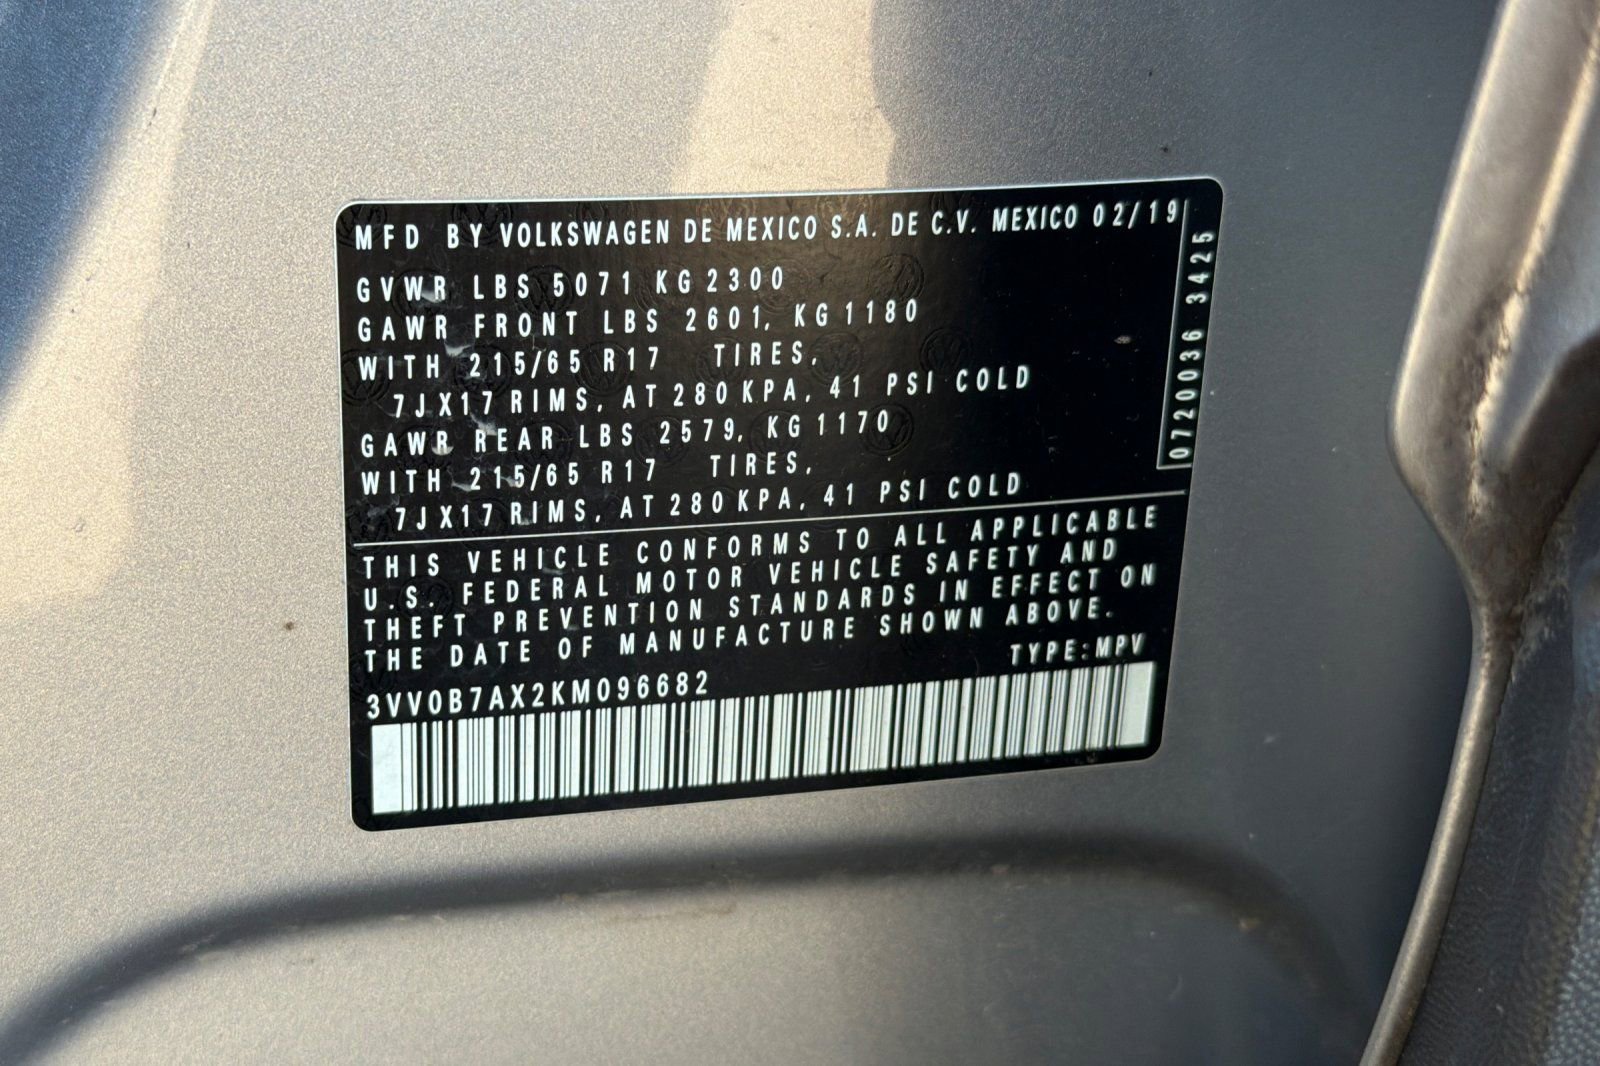 MFD BY VOLKSWAGEN DE MEXICO S.A. DE C.V. MEXICO 02/19
GVWR LBS 5071 KG 2300
GAWR FRONT LBS 2601, KG 1180
WITH 215/65 R17 TIRES,
7JX17 RIMS, AT 280 KPA, 41 PSI COLD
GAWR REAR LBS 2579, KG 1170
WITH 215/65 R17 TIRES,
7JX17 RIMS, AT 280 KPA, 41 PSI COLD
0720036 3425
THIS VEHICLE CONFORMS TO ALL APPLICABLE
U.S. FEDERAL MOTOR VEHICLE SAFETY AND
THEFT PREVENTION STANDARDS IN EFFECT ON
THE DATE OF MANUFACTURE SHOWN ABOVE.
TYPE:MPV
3VV0B7AX2KM096682